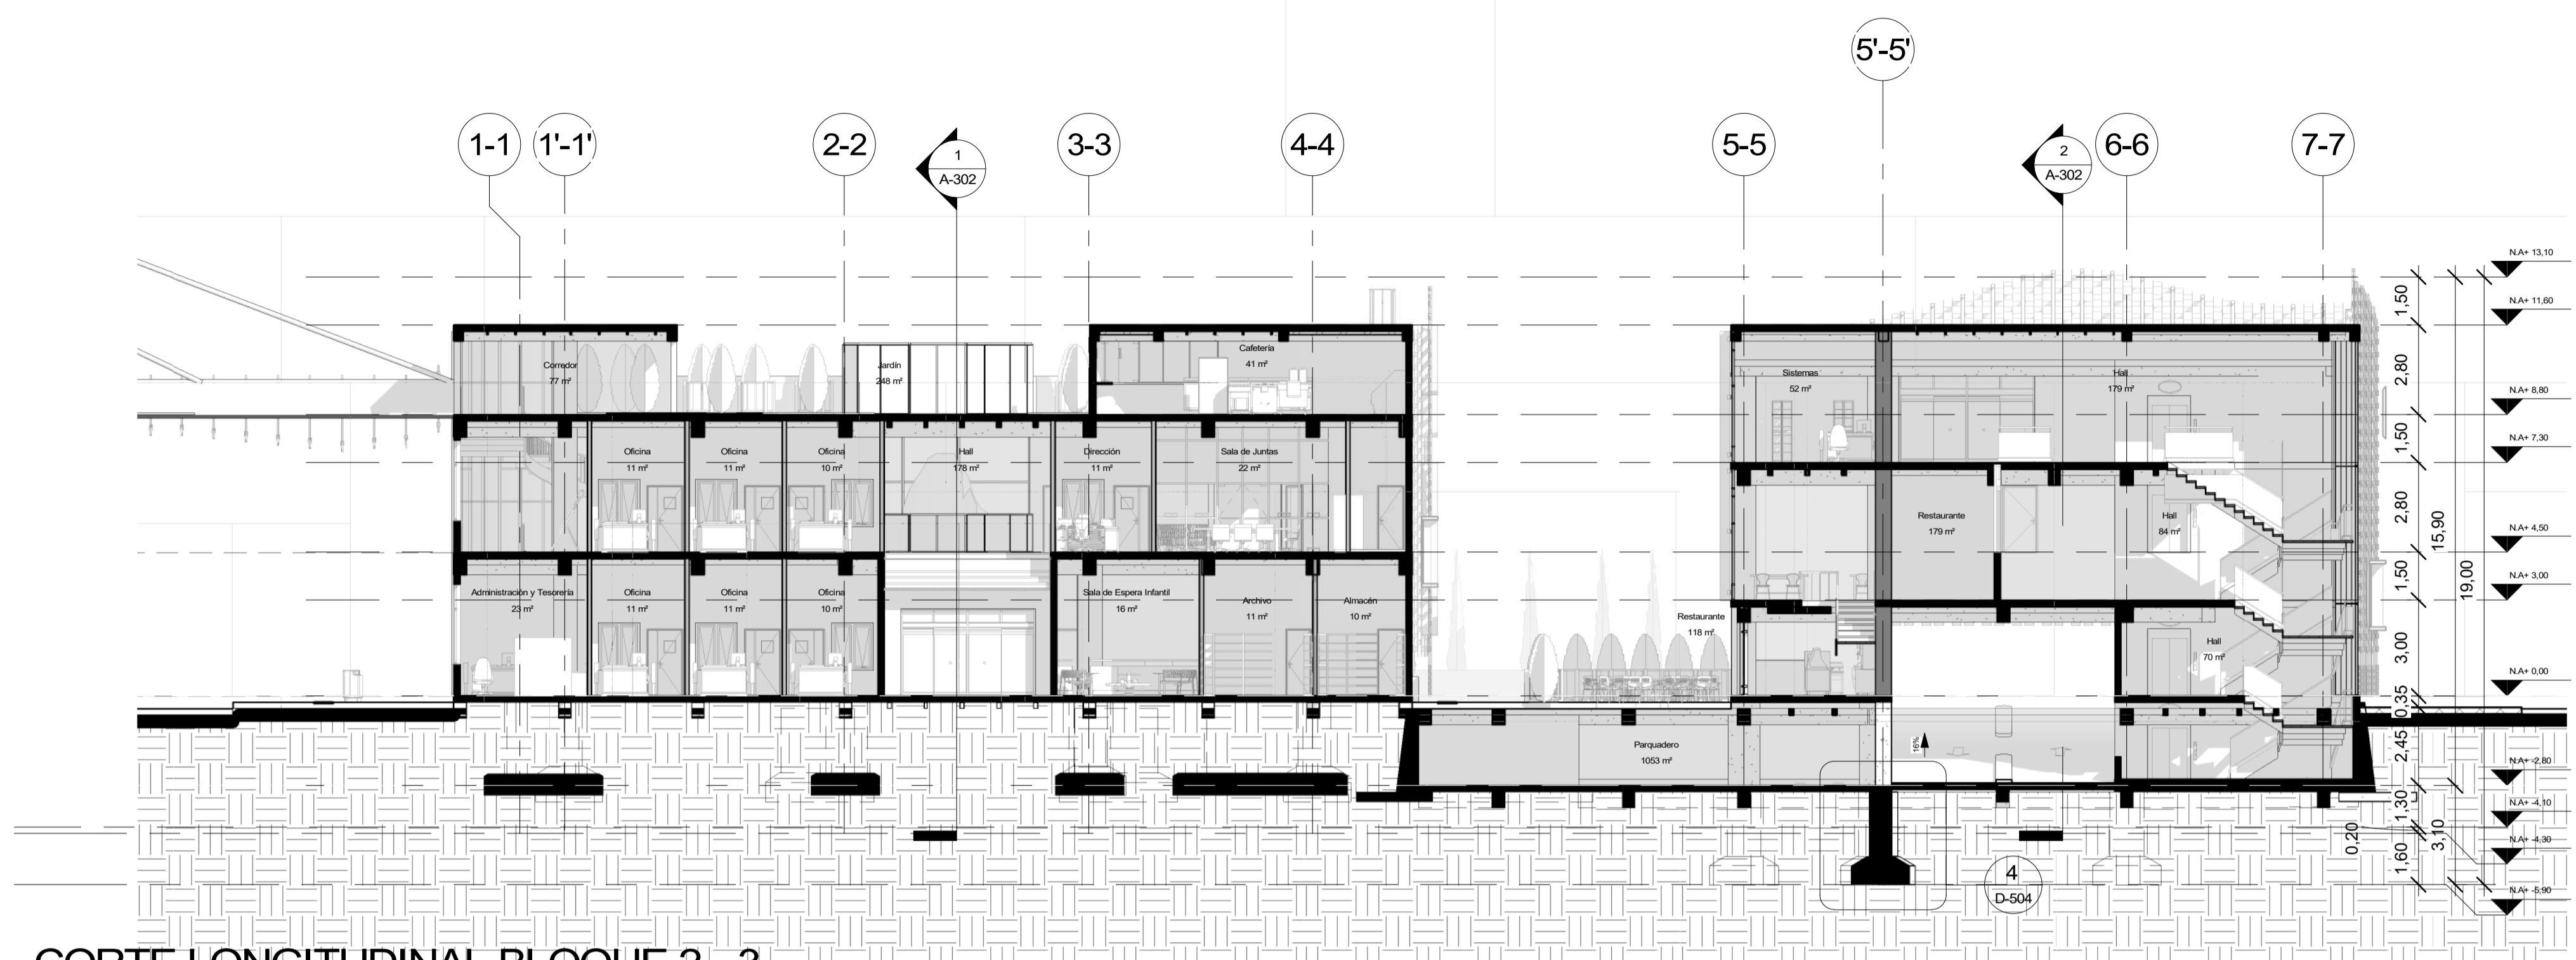 5'-5'
1-1
1'-1'
2-2
1
A-302
3-3
4-4
5-5
2
A-302
6-6
7-7
N.A+ 13,10
1,50
N.A+ 11,60
2,80
N.A+ 8,80
1,50
N.A+ 7,30
2,80
N.A+ 4,50
15,90
1,50
19,00
N.A+ 3,00
3,00
N.A+ 0,00
0,35
2,45
N.A+ -2,80
1,30
N.A+ -4,10
0,20
3,10
N.A+ -4,30
1,60
N.A+ -5,90
Corredor
77 m²
Jardín
248 m²
Cafetería
41 m²
Sistemas
52 m²
Hall
179 m²
Oficina
11 m²
Oficina
11 m²
Oficina
10 m²
Hall
178 m²
Dirección
11 m²
Sala de Juntas
22 m²
Restaurante
179 m²
Hall
84 m²
Administración y Tesorería
23 m²
Oficina
11 m²
Oficina
11 m²
Oficina
10 m²
Sala de Espera Infantil
16 m²
Archivo
11 m²
Almacén
10 m²
Restaurante
118 m²
Hall
70 m²
Parquadero
1053 m²
16%
4
D-504
CORTE LONGITUDINAL BLOQUE 2 - 3